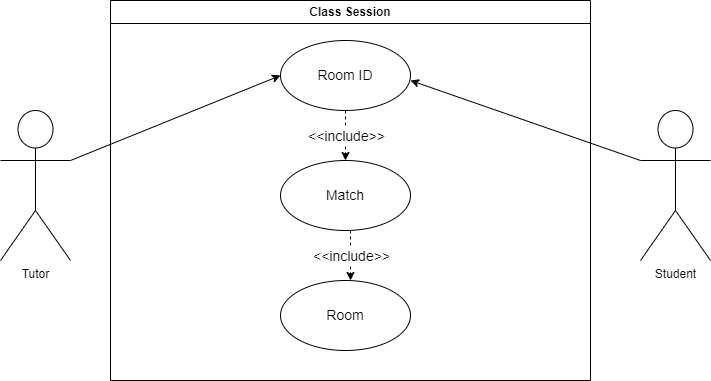 Class Session
Room ID
<<include>>
Match
<<include>>
Room
Tutor
Student